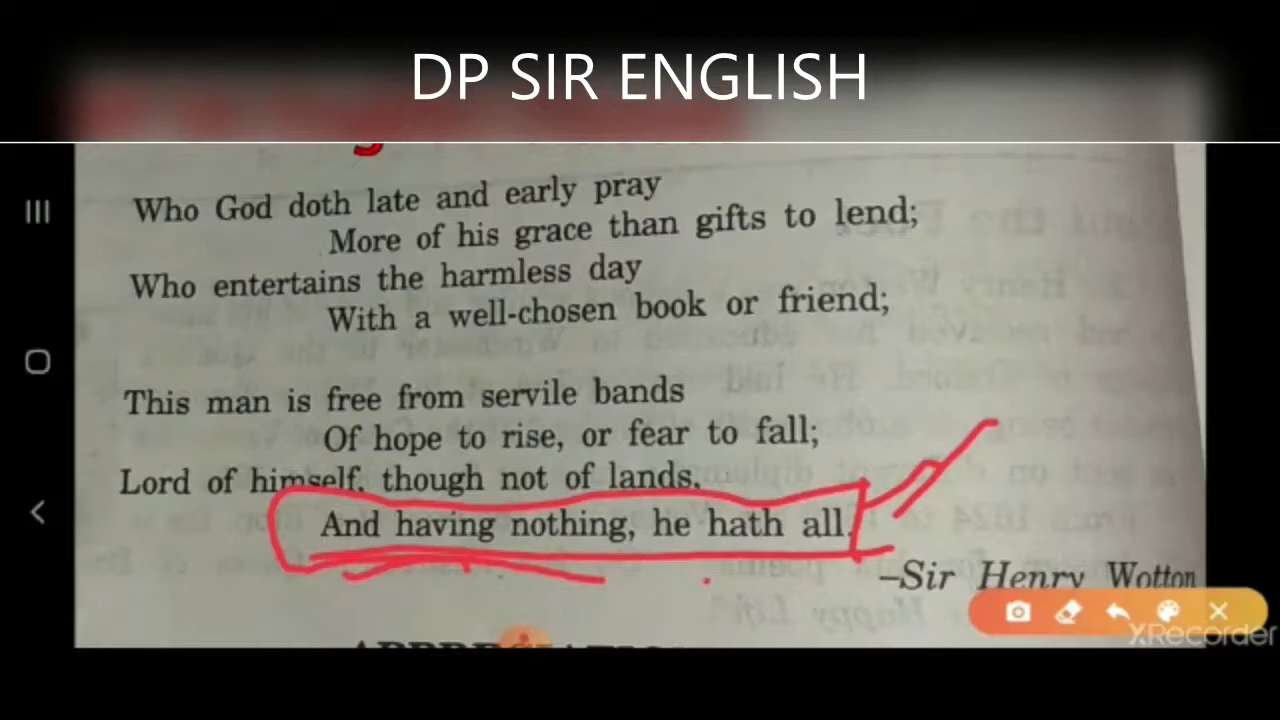 DP SIR ENGLISH
Who God doth late and early pray
More of his grace than gifts to lend;
Who entertains the harmless day
With a well-chosen book or friend;
This man is free from servile bands
Of hope to rise, or fear to fall;
Lord of himself, though not of lands,
And having nothing, he hath all.
–Sir Henry Wotton
XRecorder